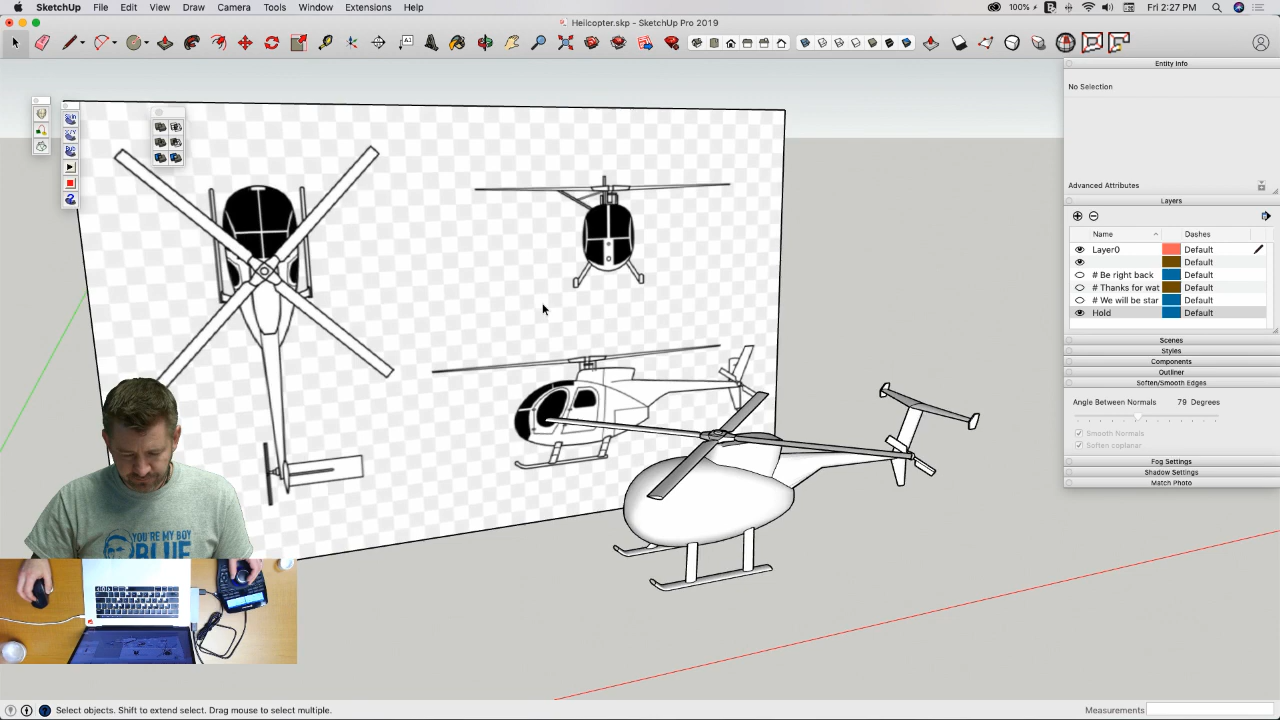 SketchUp File Edit View Draw Camera Tools Window Extensions Help
100% Fri 2:27 PM
Heilcopter.skp - SketchUp Pro 2019
Entity Info
No Selection
Advanced Attributes
Layers
Name Dashes
Layer0 Default
Default
# Be right back Default
# Thanks for wat Default
# We will be star Default
Hold Default
Scenes
Styles
Components
Outliner
Soften/Smooth Edges
Angle Between Normals 79 Degrees
Smooth Normals
Soften coplanar
Fog Settings
Shadow Settings
Match Photo
YOU'RE MY BOY
BLUE
Select objects. Shift to extend select. Drag mouse to select multiple.
Measurements